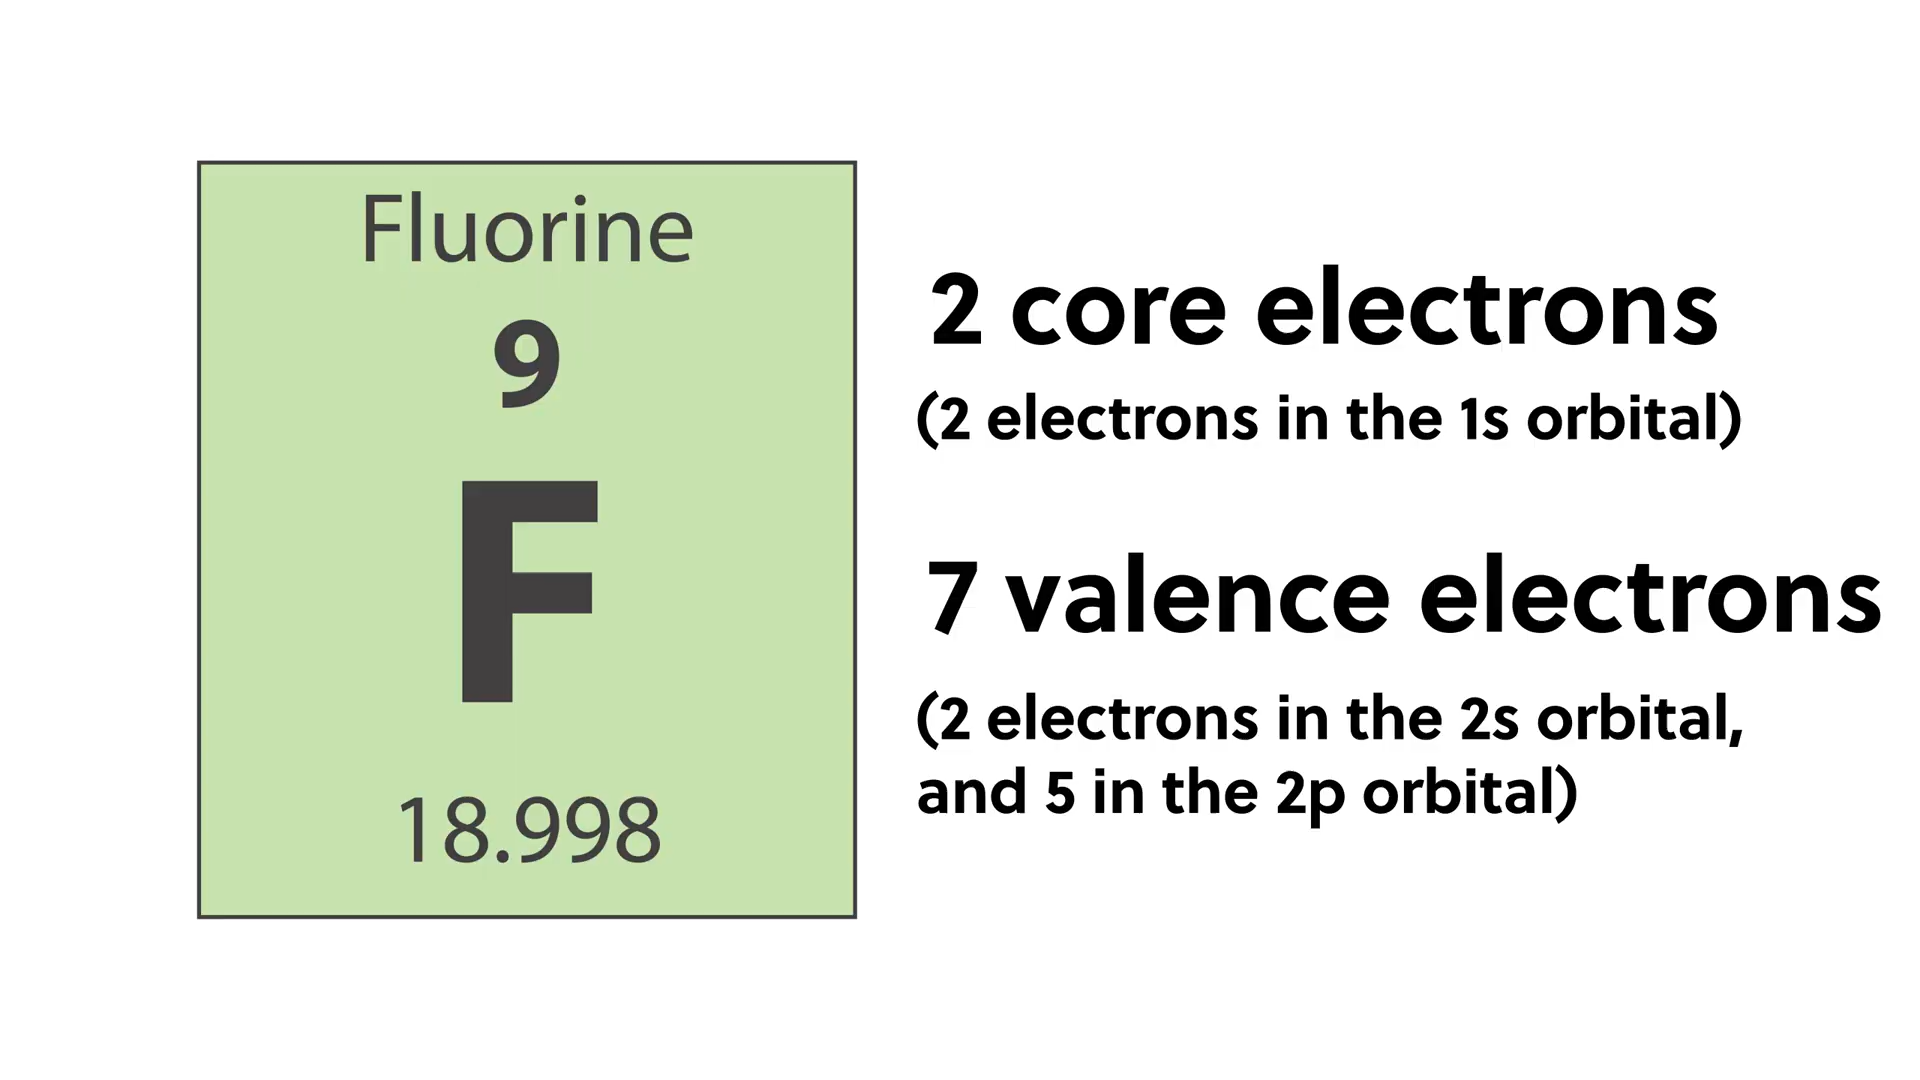 Fluorine
9
F
18.998
2 core electrons
(2 electrons in the 1s orbital)
7 valence electrons
(2 electrons in the 2s orbital,
and 5 in the 2p orbital)